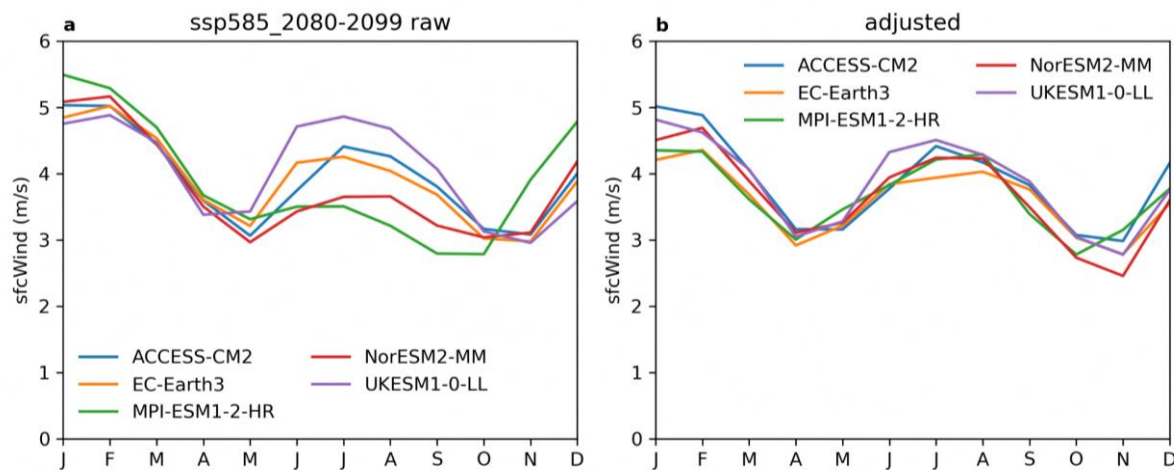 a ssp585_2080-2099 raw
sfcWind (m/s)
6
5
4
3
2
1
0
ACCESS-CM2
EC-Earth3
MPI-ESM1-2-HR
NorESM2-MM
UKESM1-0-LL
J F M A M J J A S O N D
b adjusted
sfcWind (m/s)
6
5
4
3
2
1
0
ACCESS-CM2
EC-Earth3
MPI-ESM1-2-HR
NorESM2-MM
UKESM1-0-LL
J F M A M J J A S O N D